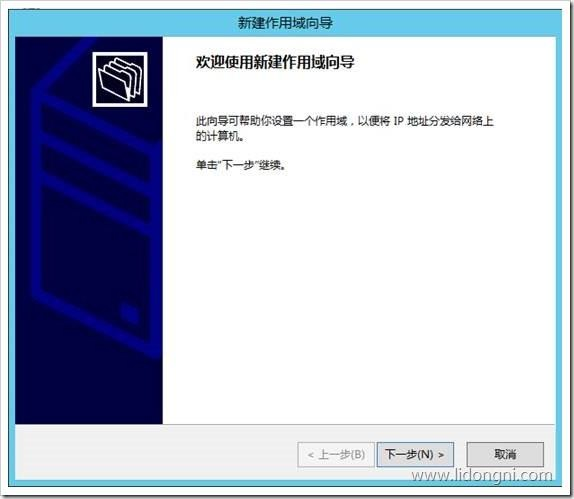 新建作用域向导
欢迎使用新建作用域向导
此向导可帮助你设置一个作用域，以便将 IP 地址分发给网络上
的计算机。
单击"下一步"继续。
< 上一步(B)
下一步(N) >
取消
www.lidongni.com